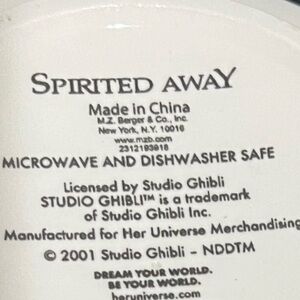 SPIRITED AWAY
Made in China
M.Z. Berger & Co., Inc.
New York, N.Y. 10016
www.mzb.com
2312193918
MICROWAVE AND DISHWASHER SAFE
Licensed by Studio Ghibli
STUDIO GHIBLI™ is a trademark
of Studio Ghibli Inc.
Manufactured for Her Universe Merchandising
© 2001 Studio Ghibli - NDDTM
DREAM YOUR WORLD.
BE YOUR WORLD.
heruniverse.com